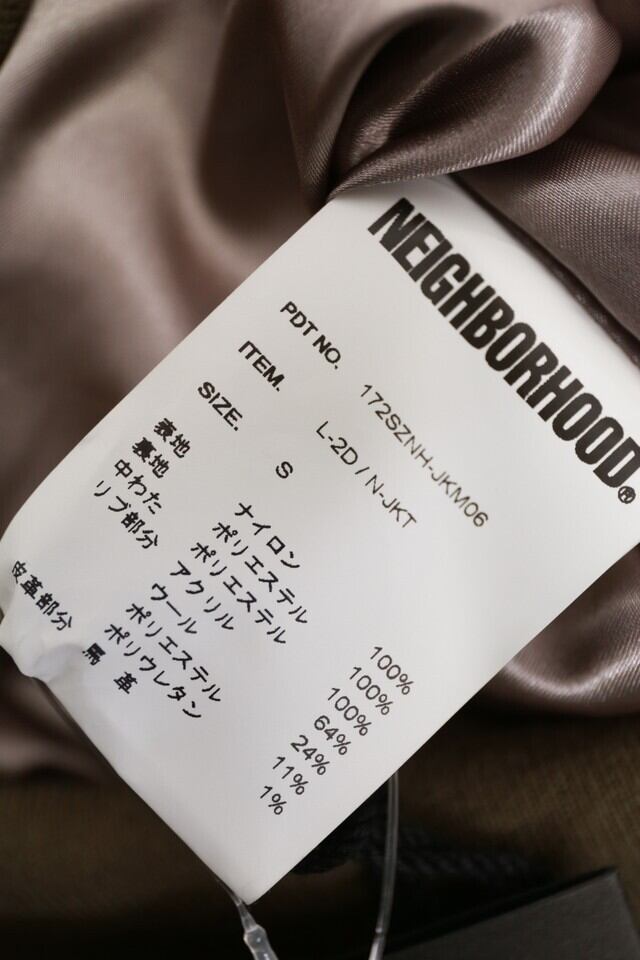 NEIGHBORHOOD®
PDT NO. 172SZNH-JKM06
ITEM. L-2D / N-JKT
SIZE. S
表地 ナイロン 100%
裏地 ポリエステル 100%
中わた ポリエステル 100%
リブ部分 アクリル 64%
ウール 24%
ポリエステル 11%
ポリウレタン 1%
皮革部分 馬 革